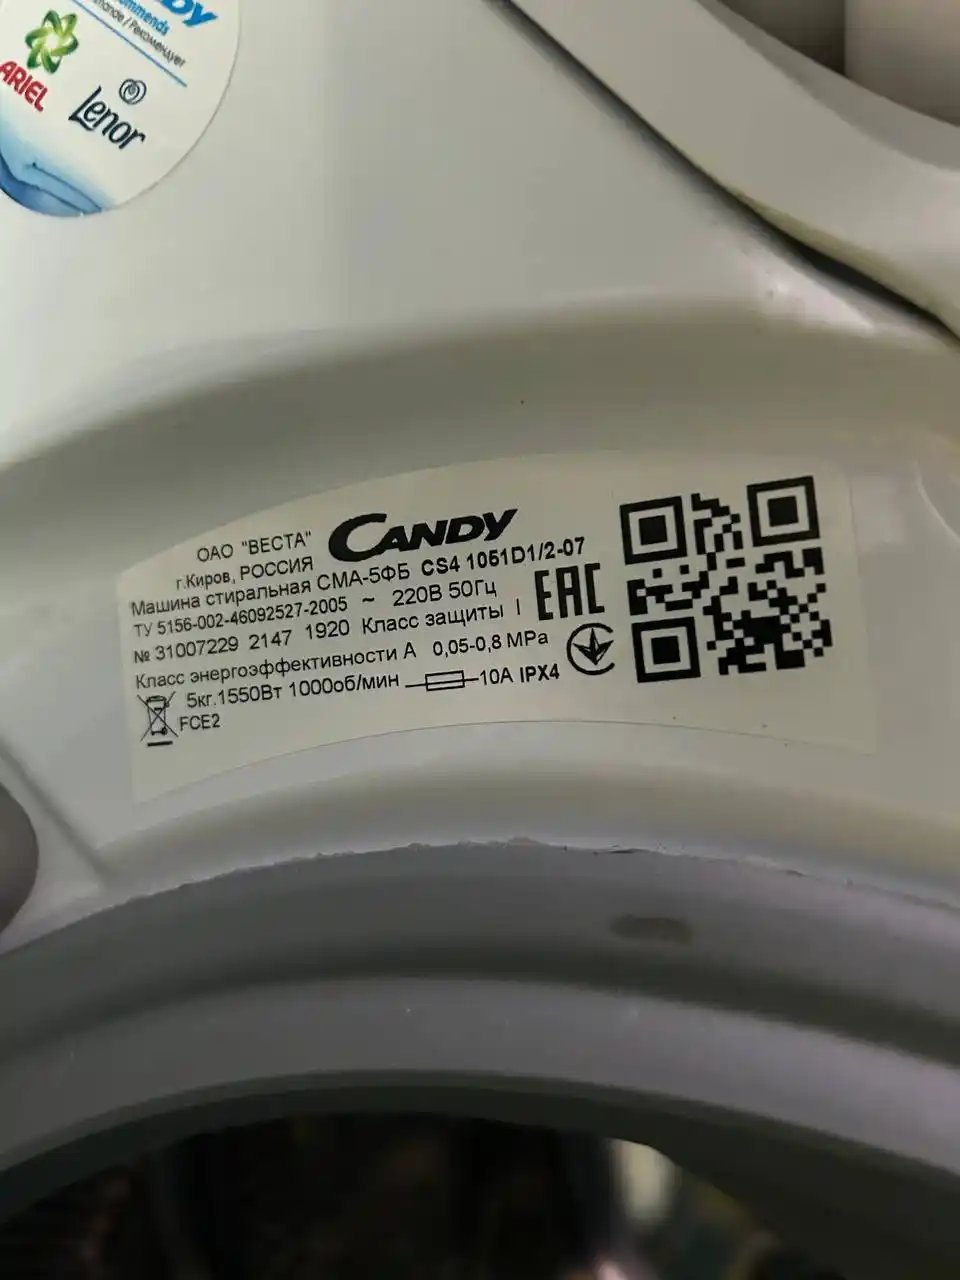 ARIEL
Lenor
ОАО "ВЕСТА"
CANDY
г.Киров, РОССИЯ
Машина стиральная СМА-5ФБ CS4 1051D1/2-07
ТУ 5156-002-46092527-2005 ~ 220В 50Гц
EAC
№ 31007229 2147 1920 Класс защиты I
Класс энергоэффективности А 0,05-0,8 MPa
5кг.1550Вт 1000об/мин 10A IPX4
FCE2